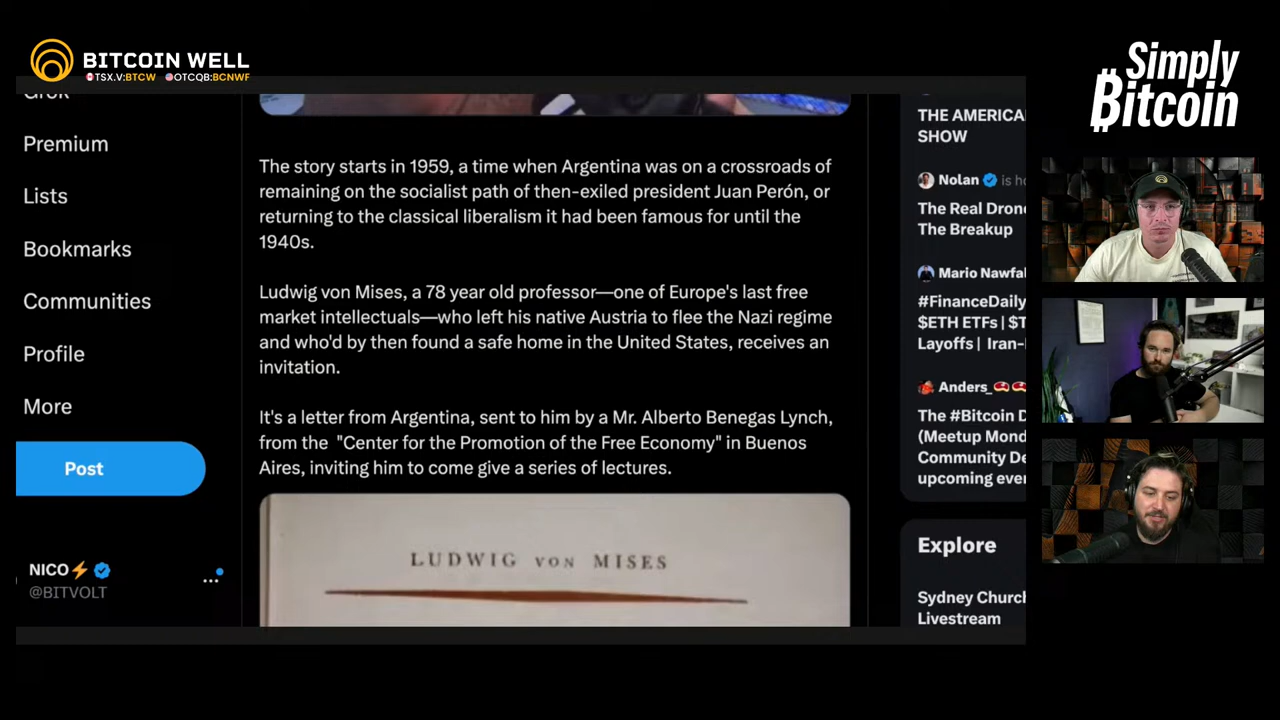 BITCOIN WELL
TSX.V:BTCW OTCQB:BCNWF
Simply
Bitcoin
Grok
Premium
Lists
Bookmarks
Communities
Profile
More
Post
NICO⚡
@BITVOLT
The story starts in 1959, a time when Argentina was on a crossroads of
remaining on the socialist path of then-exiled president Juan Perón, or
returning to the classical liberalism it had been famous for until the
1940s.
Ludwig von Mises, a 78 year old professor—one of Europe's last free
market intellectuals—who left his native Austria to flee the Nazi regime
and who'd by then found a safe home in the United States, receives an
invitation.
It's a letter from Argentina, sent to him by a Mr. Alberto Benegas Lynch,
from the "Center for the Promotion of the Free Economy" in Buenos
Aires, inviting him to come give a series of lectures.
LUDWIG VON MISES
THE AMERICA
SHOW
Nolan is ho
The Real Dron
The Breakup
Mario Nawfal
#FinanceDaily
$ETH ETFs | $T
Layoffs | Iran-
Anders_
The #Bitcoin D
(Meetup Mond
Community De
upcoming ever
Explore
Sydney Church
Livestream